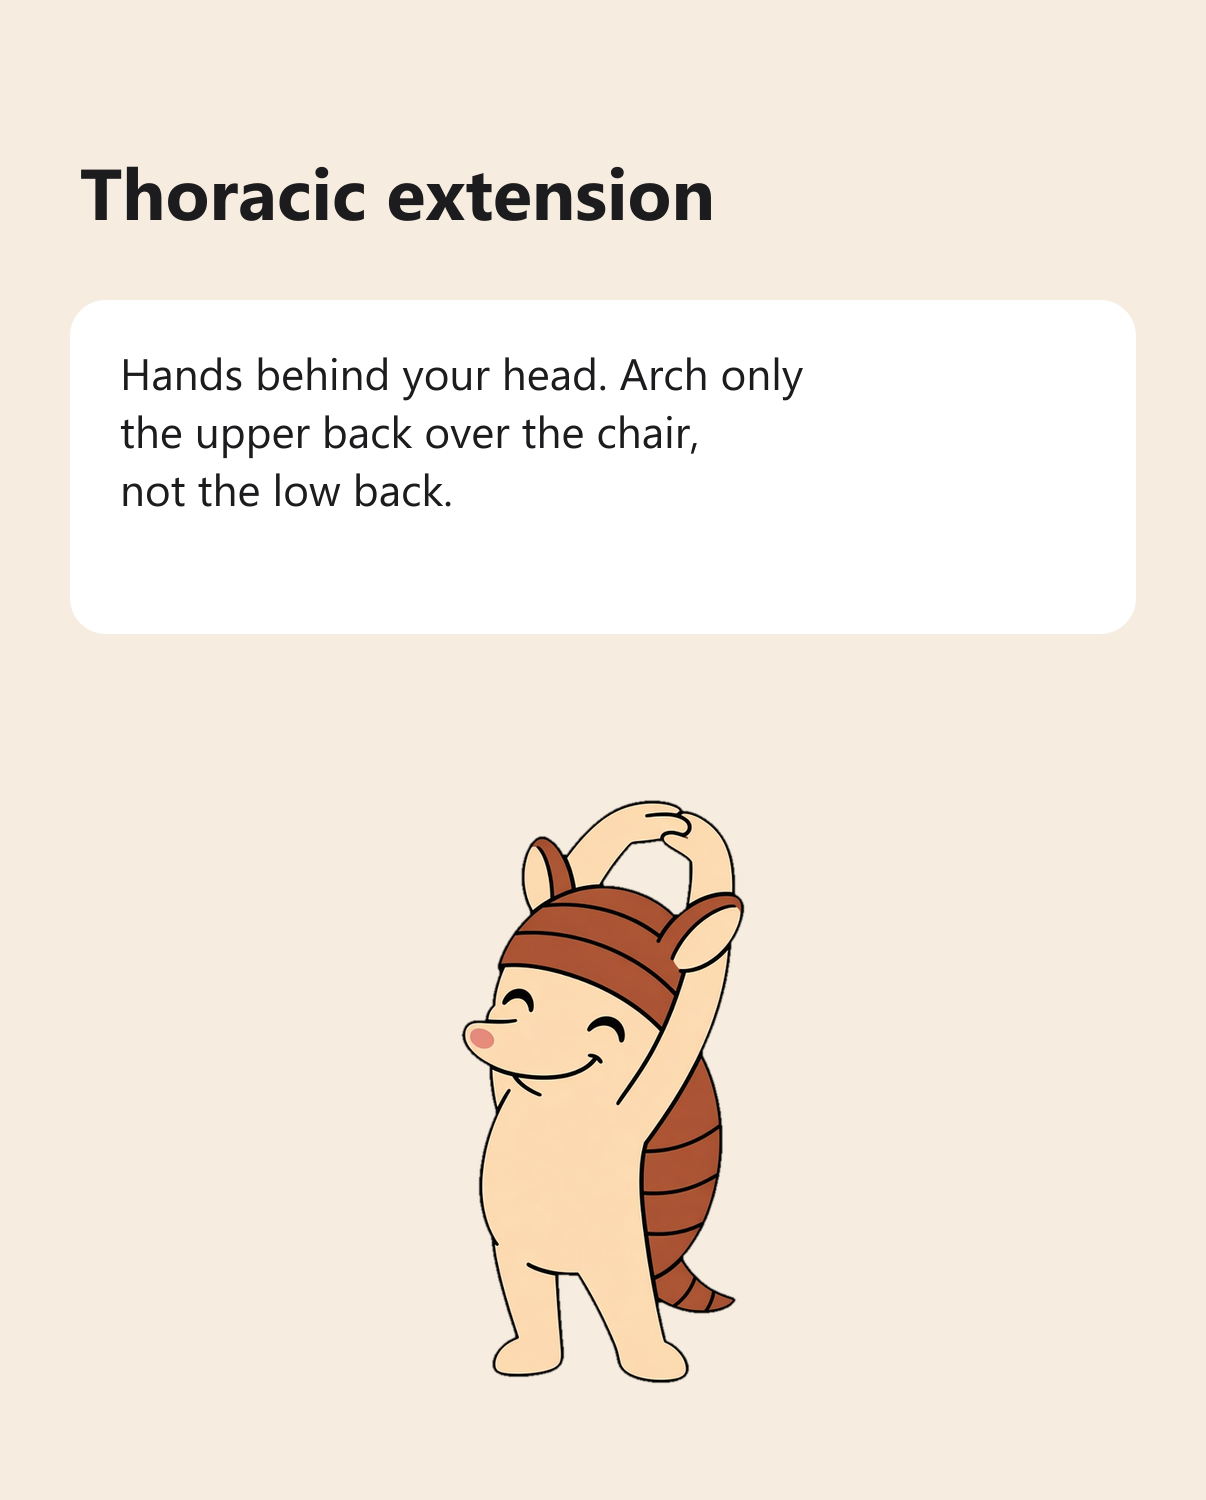 Thoracic extension
Hands behind your head. Arch only
the upper back over the chair,
not the low back.